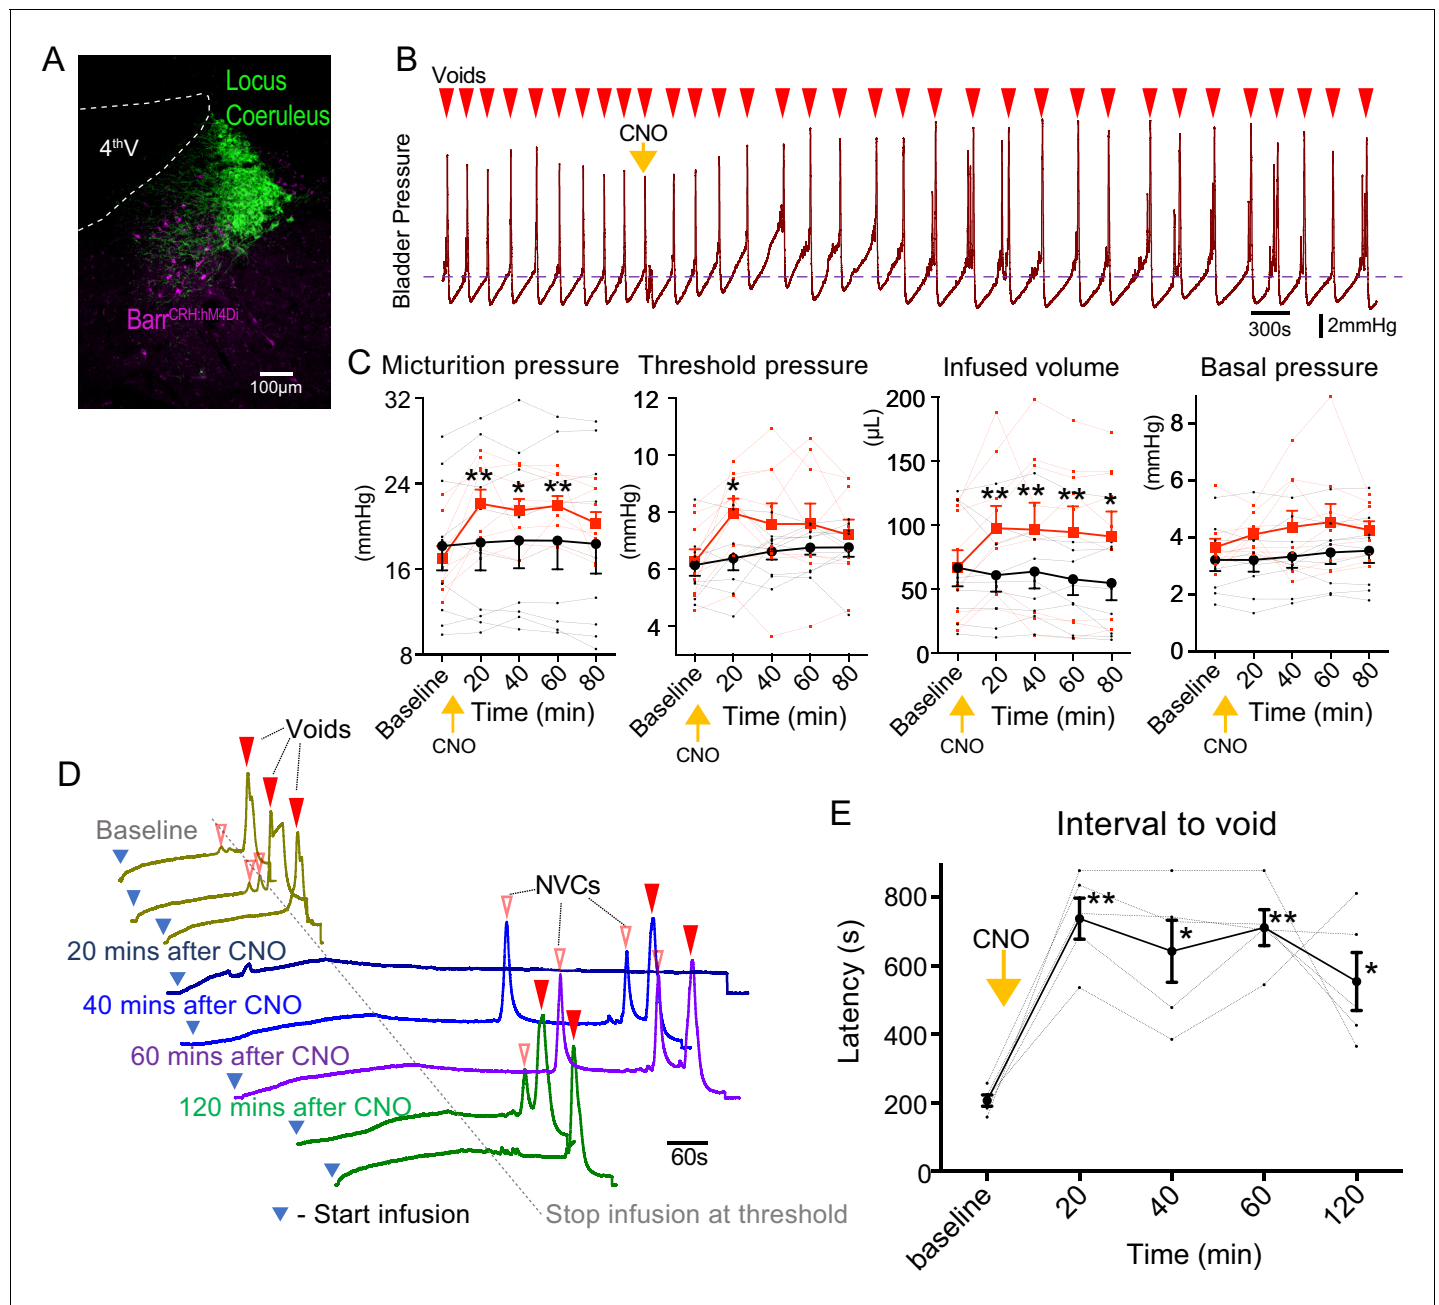 A
Locus
Coeruleus
4thV
BarrCRH:hM4Di
100µm
B
Voids
CNO
Bladder Pressure
300s
2mmHg
C
Micturition pressure
Threshold pressure
Infused volume
Basal pressure
(mmHg)
32
24
16
8
** * **
Baseline 20 40 60 80
Time (min)
CNO
(mmHg)
12
10
8
6
4
*
Baseline 20 40 60 80
Time (min)
CNO
(µL)
200
150
100
50
0
** ** ** *
Baseline 20 40 60 80
Time (min)
CNO
(mmHg)
8
6
4
2
0
Baseline 20 40 60 80
Time (min)
CNO
D
Voids
Baseline
NVCs
20 mins after CNO
40 mins after CNO
60 mins after CNO
120 mins after CNO
60s
- Start infusion
Stop infusion at threshold
E
Interval to void
Latency (s)
800
600
400
200
0
CNO
** * ** *
baseline 20 40 60 120
Time (min)